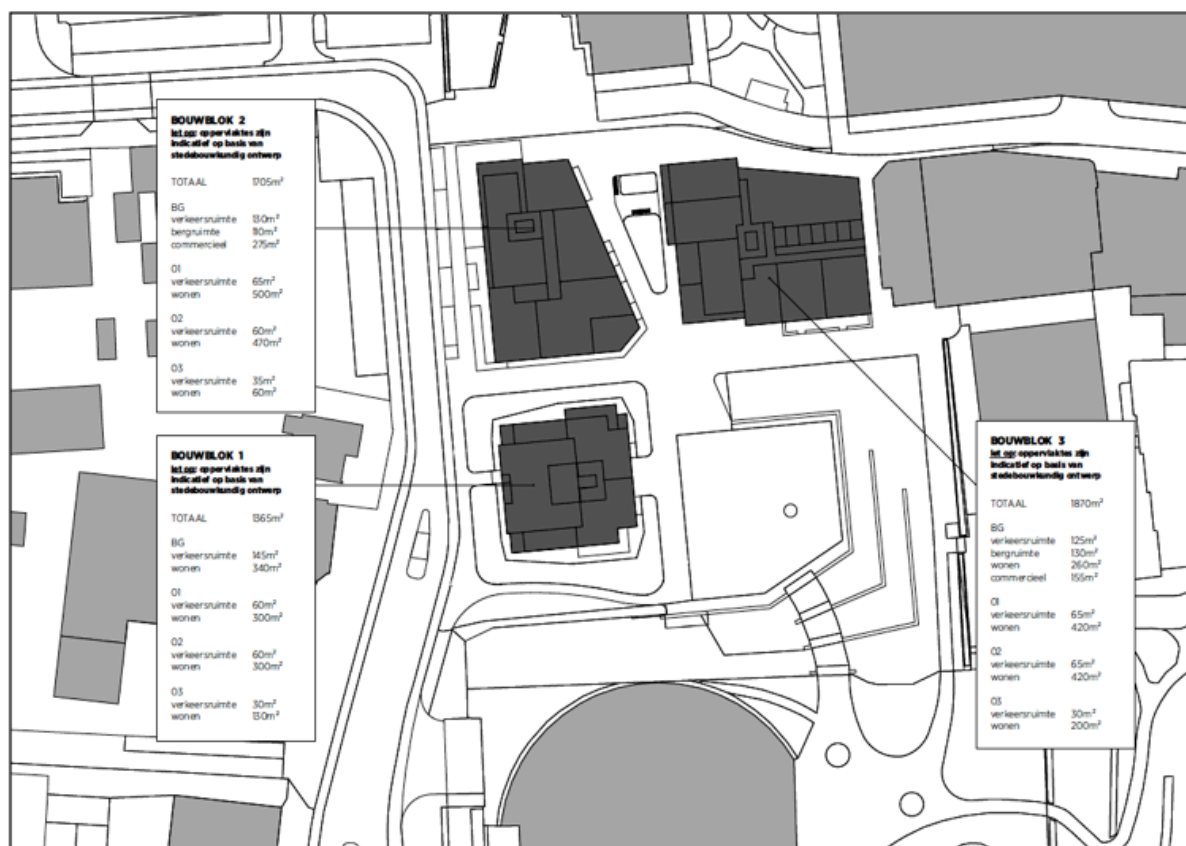 BOUWBLOK 2
let op: oppervlaktes zijn
indicatief op basis van
stedebouwkundig ontwerp
TOTAAL 1705m²
BG
verkeersruimte 130m²
bergruimte 110m²
commercieel 275m²
01
verkeersruimte 65m²
wonen 500m²
02
verkeersruimte 60m²
wonen 470m²
03
verkeersruimte 35m²
wonen 60m²
BOUWBLOK 1
let op: oppervlaktes zijn
indicatief op basis van
stedebouwkundig ontwerp
TOTAAL 1365m²
BG
verkeersruimte 145m²
wonen 340m²
01
verkeersruimte 60m²
wonen 300m²
02
verkeersruimte 60m²
wonen 300m²
03
verkeersruimte 30m²
wonen 130m²
BOUWBLOK 3
let op: oppervlaktes zijn
indicatief op basis van
stedebouwkundig ontwerp
TOTAAL 1870m²
BG
verkeersruimte 125m²
bergruimte 130m²
wonen 260m²
commercieel 155m²
01
verkeersruimte 65m²
wonen 420m²
02
verkeersruimte 65m²
wonen 420m²
03
verkeersruimte 30m²
wonen 200m²